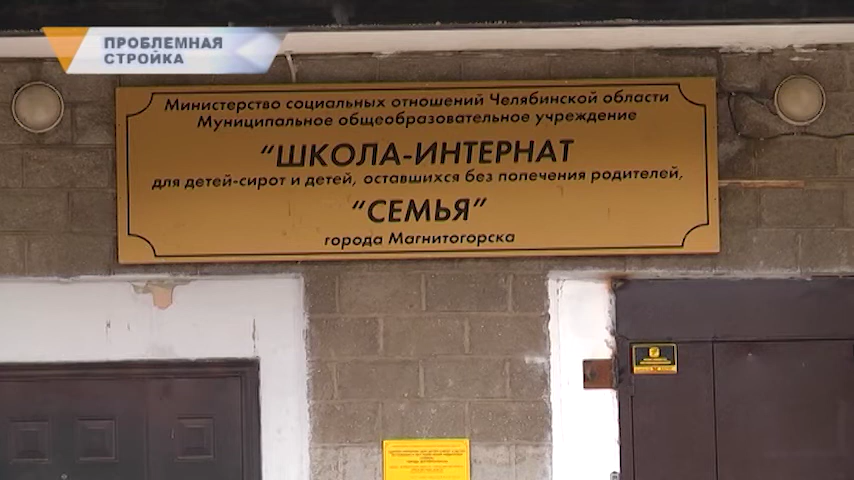 ПРОБЛЕМНАЯ
СТРОЙКА
Министерство социальных отношений Челябинской области
Муниципальное общеобразовательное учреждение
"ШКОЛА-ИНТЕРНАТ
для детей-сирот и детей, оставшихся без попечения родителей,
"СЕМЬЯ"
города Магнитогорска